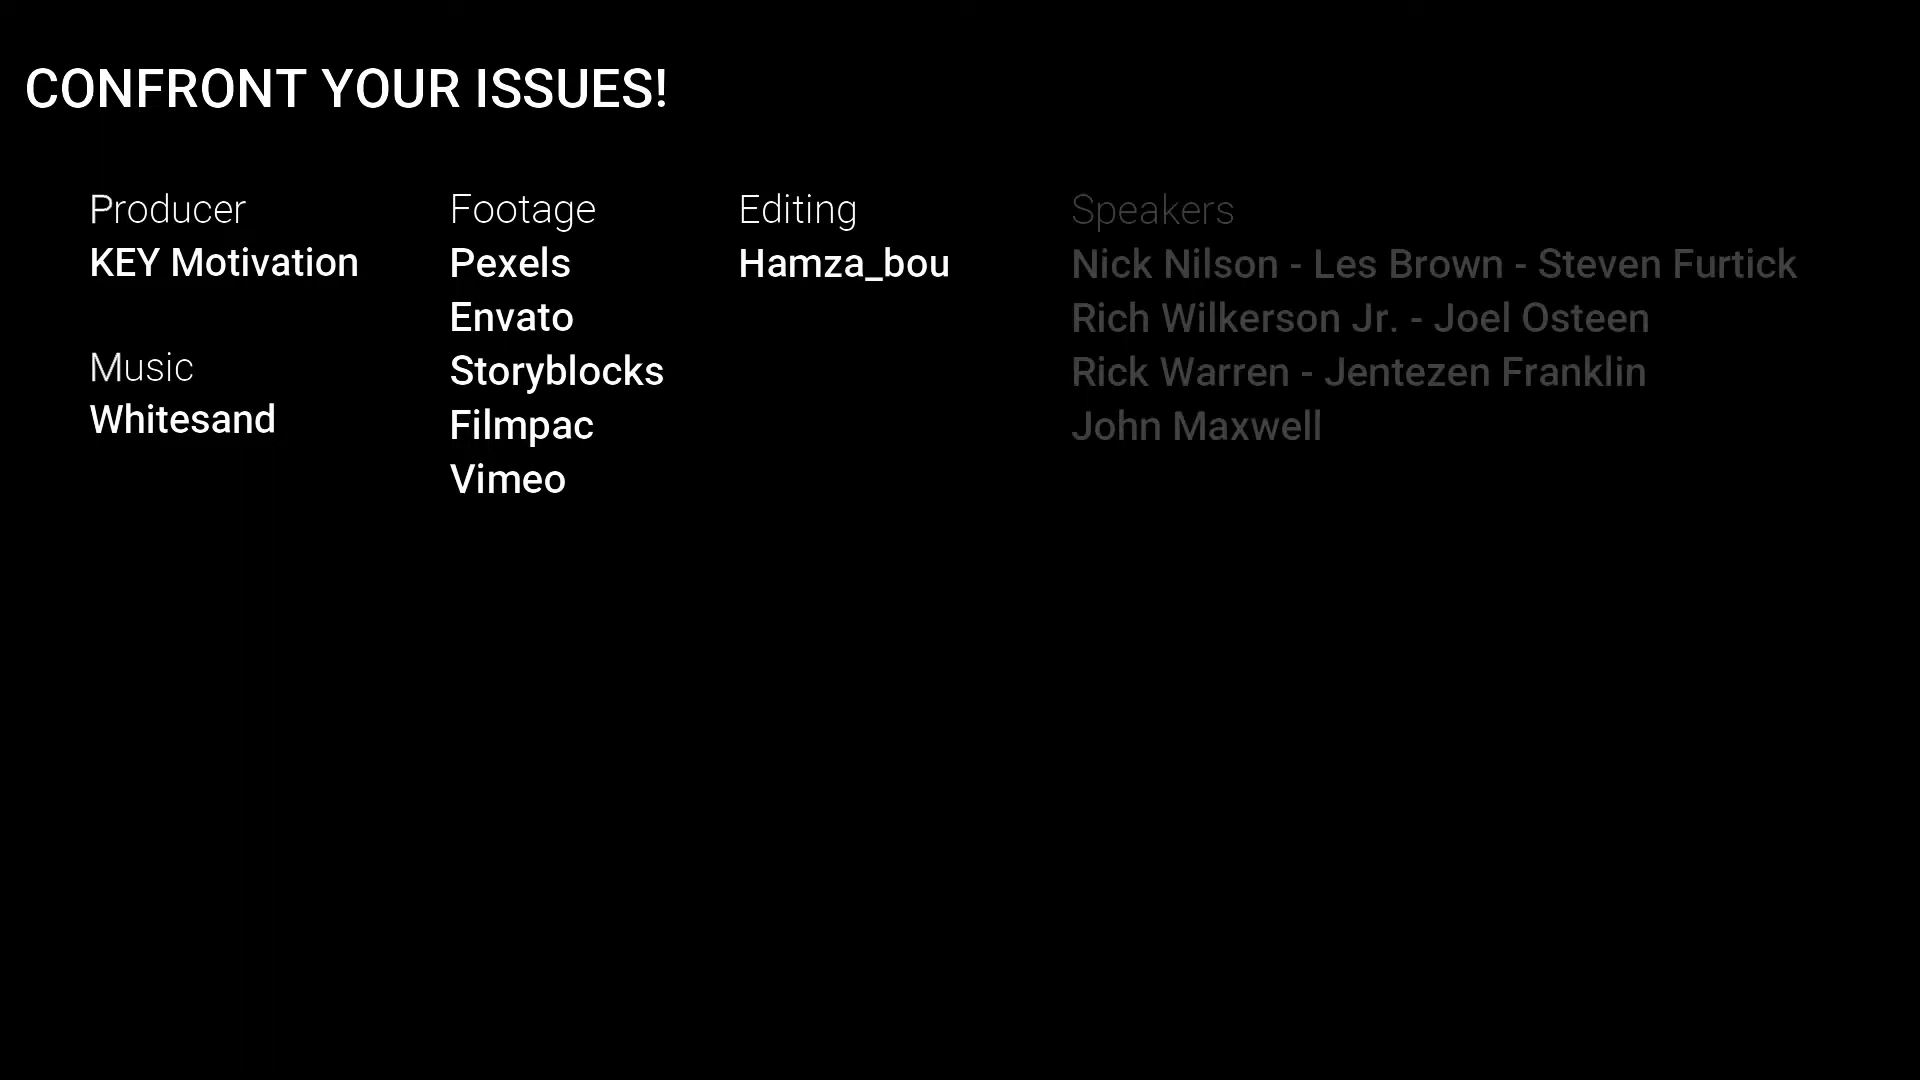 CONFRONT YOUR ISSUES!
Producer
KEY Motivation
Music
Whitesand
Footage
Pexels
Envato
Storyblocks
Filmpac
Vimeo
Editing
Hamza_bou
Speakers
Nick Nilson - Les Brown - Steven Furtick
Rich Wilkerson Jr. - Joel Osteen
Rick Warren - Jentezen Franklin
John Maxwell